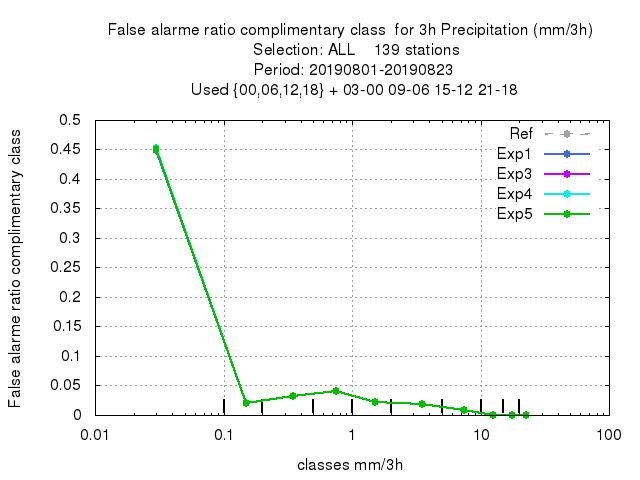 False alarme ratio complimentary class  for 3h Precipitation (mm/3h)
Selection: ALL    139 stations
Period: 20190801-20190823
Used {00,06,12,18} + 03-00 09-06 15-12 21-18
False alarme ratio complimentary class
0.5
0.45
0.4
0.35
0.3
0.25
0.2
0.15
0.1
0.05
0
Ref
Exp1
Exp3
Exp4
Exp5
0.01
0.1
1
10
100
classes mm/3h